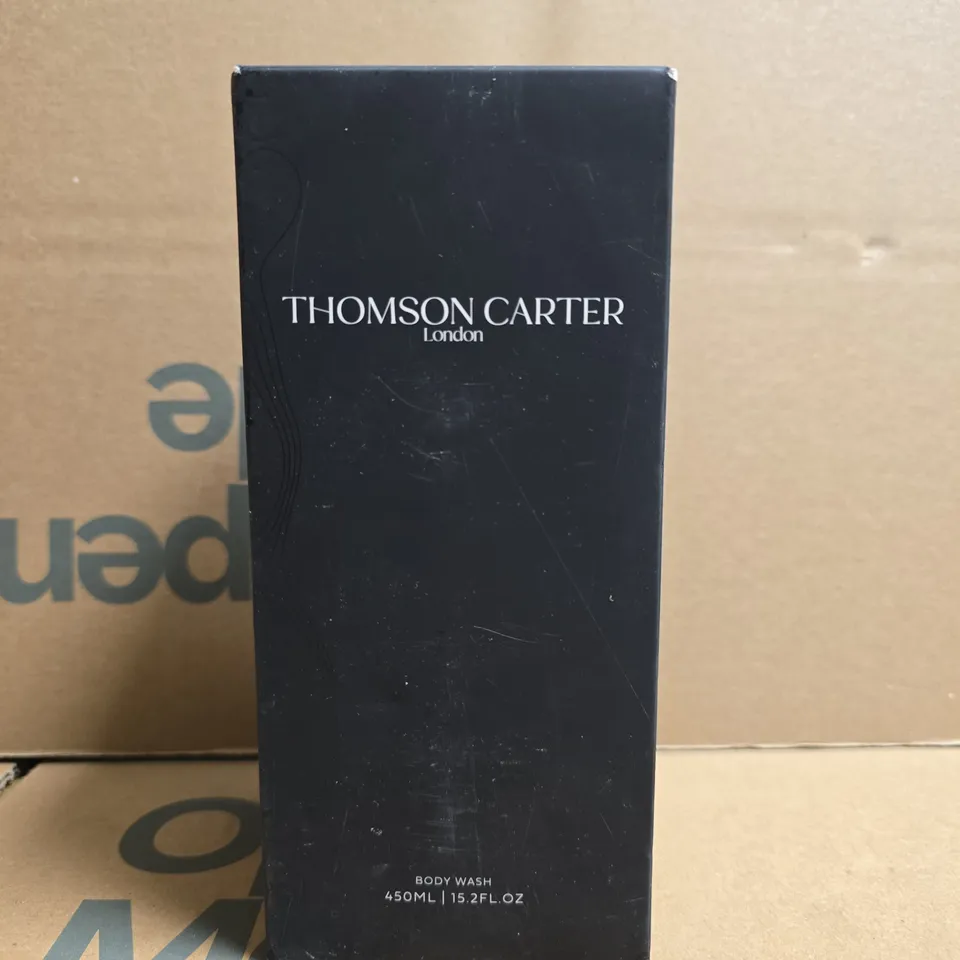 THOMSON CARTER
London
BODY WASH
450ML | 15.2FL.OZ